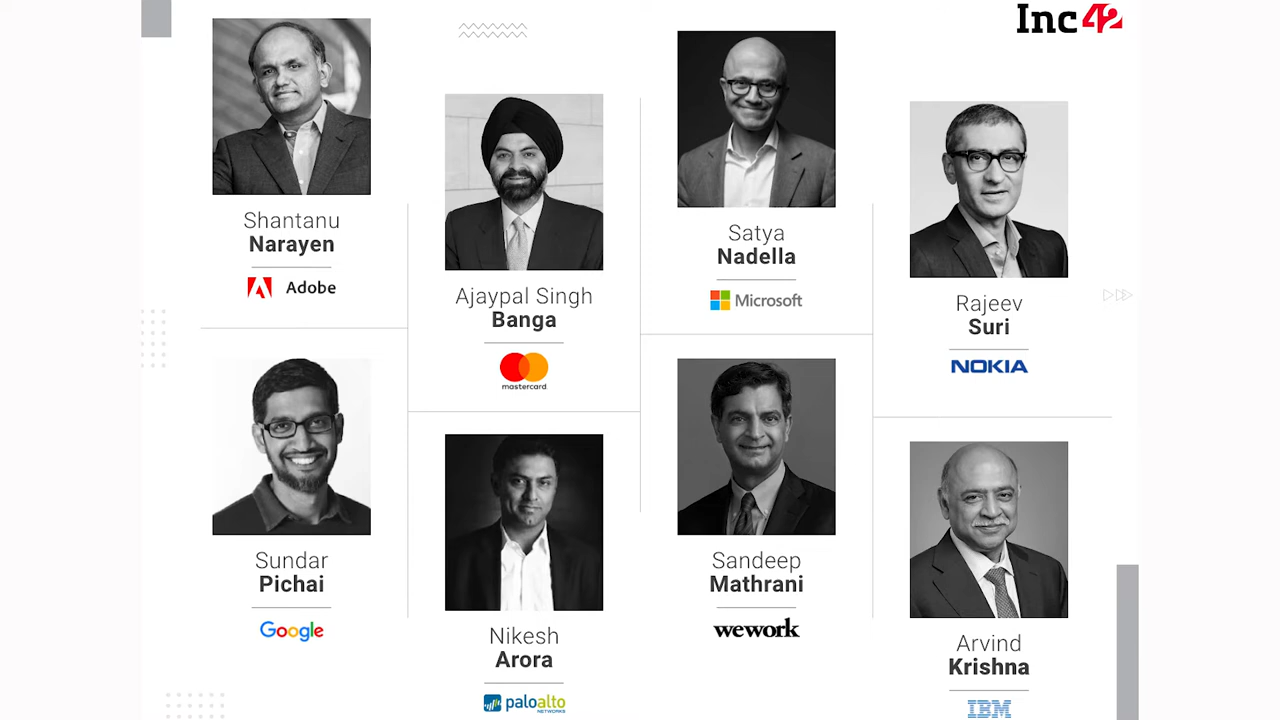 Inc42
Shantanu
Narayen
Adobe
Ajaypal Singh
Banga
mastercard
Satya
Nadella
Microsoft
Rajeev
Suri
NOKIA
Sundar
Pichai
Google
Nikesh
Arora
paloalto
NETWORKS
Sandeep
Mathrani
wework
Arvind
Krishna
IBM